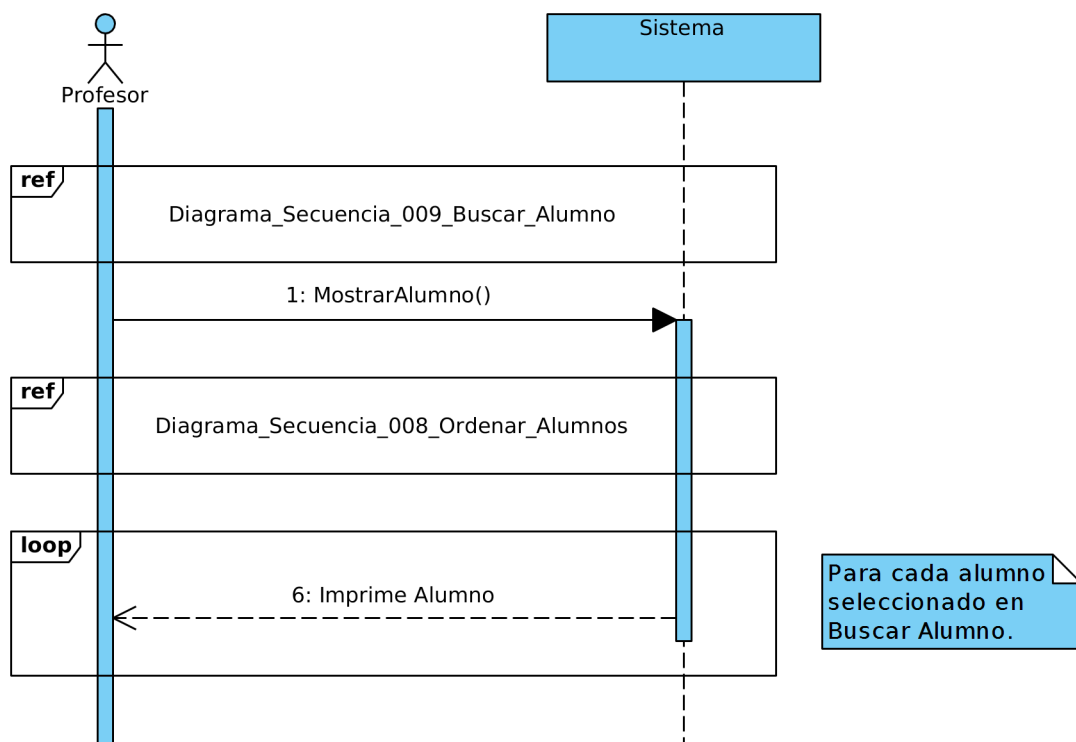 Profesor
Sistema
ref
Diagrama_Secuencia_009_Buscar_Alumno
1: MostrarAlumno()
ref
Diagrama_Secuencia_008_Ordenar_Alumnos
loop
6: Imprime Alumno
Para cada alumno
seleccionado en
Buscar Alumno.